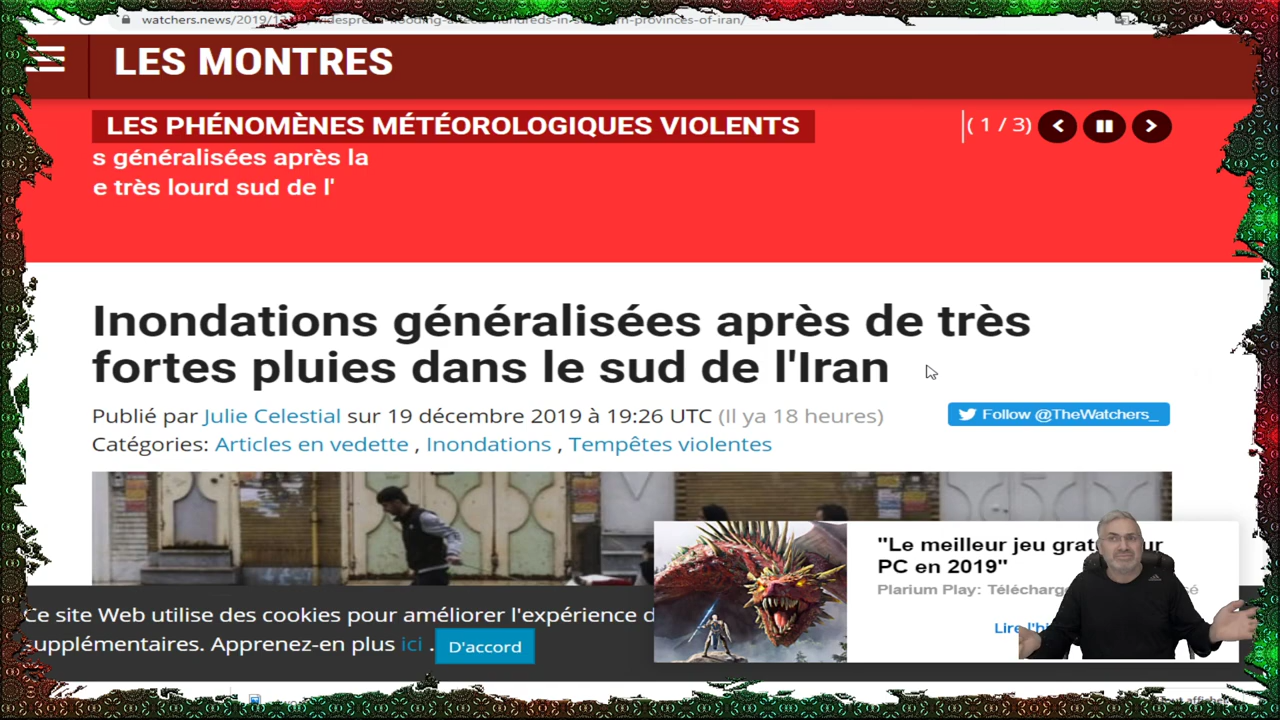 watchers.news/2019/
LES MONTRES
LES PHÉNOMÈNES MÉTÉOROLOGIQUES VIOLENTS
( 1 / 3)
s généralisées après la
e très lourd sud de l'
Inondations généralisées après de très
fortes pluies dans le sud de l'Iran
Publié par Julie Celestial sur 19 décembre 2019 à 19:26 UTC (Il ya 18 heures)
Follow @TheWatchers_
Catégories: Articles en vedette , Inondations , Tempêtes violentes
"Le meilleur jeu
PC en 2019"
Plarium Play:
Ce site Web utilise des cookies pour améliorer l'expérience
supplémentaires. Apprenez-en plus ici .
D'accord